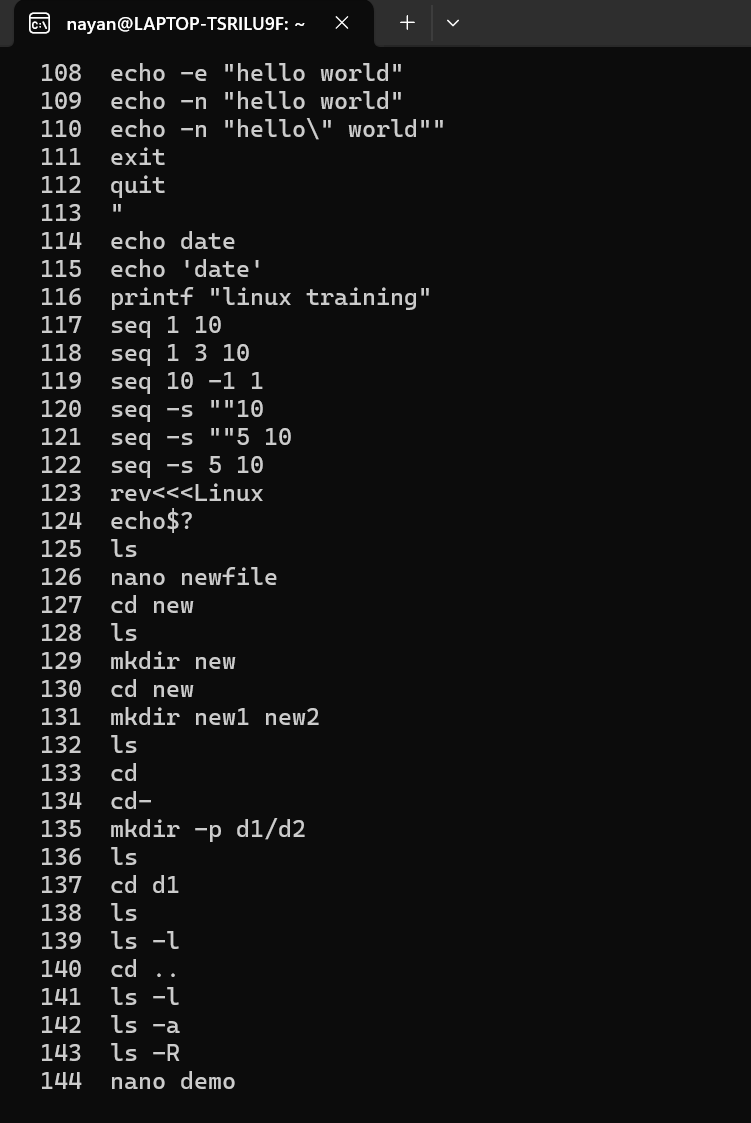 nayan@LAPTOP-TSRILU9F: ~
108 echo -e "hello world"
109 echo -n "hello world"
110 echo -n "hello\" world""
111 exit
112 quit
113 "
114 echo date
115 echo 'date'
116 printf "linux training"
117 seq 1 10
118 seq 1 3 10
119 seq 10 -1 1
120 seq -s ""10
121 seq -s ""5 10
122 seq -s 5 10
123 rev<<<Linux
124 echo$?
125 ls
126 nano newfile
127 cd new
128 ls
129 mkdir new
130 cd new
131 mkdir new1 new2
132 ls
133 cd
134 cd-
135 mkdir -p d1/d2
136 ls
137 cd d1
138 ls
139 ls -l
140 cd ..
141 ls -l
142 ls -a
143 ls -R
144 nano demo